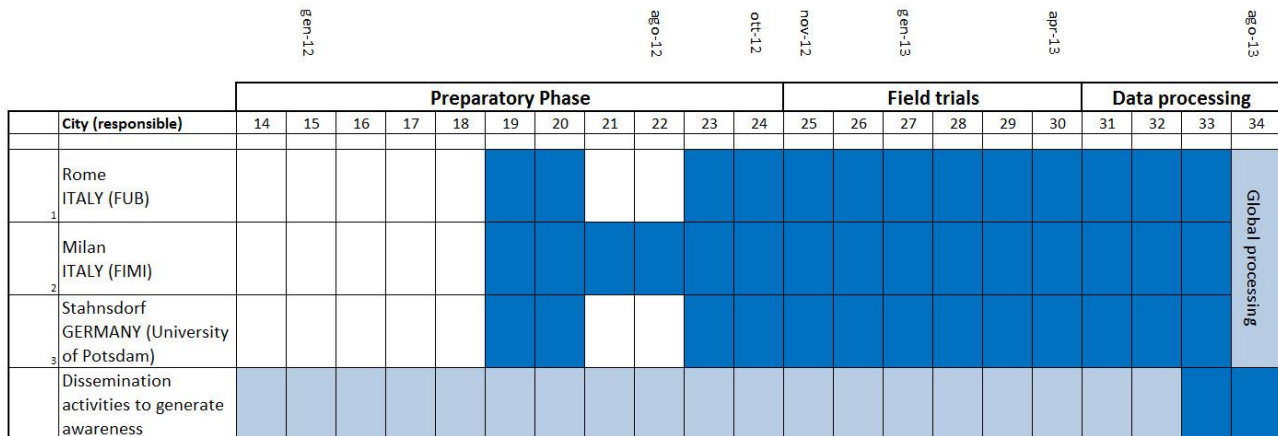 gen-12 ago-12 ott-12 nov-12 gen-13 apr-13 ago-13
Preparatory Phase Field trials Data processing
City (responsible) 14 15 16 17 18 19 20 21 22 23 24 25 26 27 28 29 30 31 32 33 34
1 Rome
ITALY (FUB)
2 Milan
ITALY (FIMI)
3 Stahnsdorf
GERMANY (University
of Potsdam)
Global processing
Dissemination
activities to generate
awareness